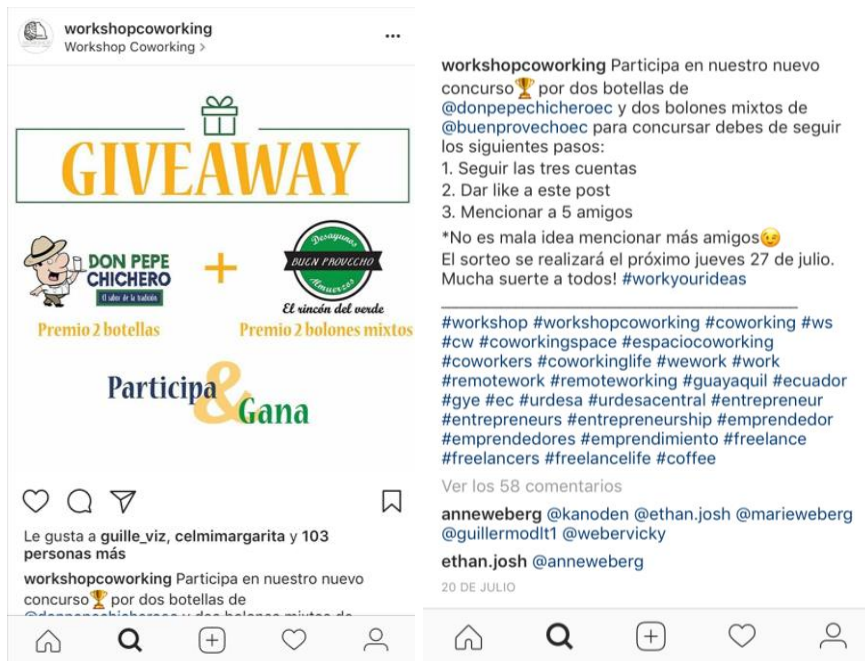 workshopcoworking
Workshop Coworking >
GIVEAWAY
DON PEPE
CHICHERO
El sabor de la tradición
+
Desayunos
BUEN PROVECHO
Almuerzos
El rincón del verde
Premio 2 botellas
Premio 2 bolones mixtos
Participa
&
Gana
Le gusta a guille_viz, celmimargarita y 103
personas más
workshopcoworking Participa en nuestro nuevo
concurso🏆 por dos botellas de
@donpepechicheroec y dos bolones mixtos de
workshopcoworking Participa en nuestro nuevo
concurso🏆 por dos botellas de
@donpepechicheroec y dos bolones mixtos de
@buenprovechoec para concursar debes de seguir
los siguientes pasos:
1. Seguir las tres cuentas
2. Dar like a este post
3. Mencionar a 5 amigos
*No es mala idea mencionar más amigos😉
El sorteo se realizará el próximo jueves 27 de julio.
Mucha suerte a todos! #workyourideas
#workshop #workshopcoworking #coworking #ws
#cw #coworkingspace #espaciocoworking
#coworkers #coworkinglife #wework #work
#remotework #remoteworking #guayaquil #ecuador
#gye #ec #urdesa #urdesacentral #entrepreneur
#entrepreneurs #entrepreneurship #emprendedor
#emprendedores #emprendimiento #freelance
#freelancers #freelancelife #coffee
Ver los 58 comentarios
anneweberg @kanoden @ethan.josh @marieweberg
@guillermodlt1 @webervicky
ethan.josh @anneweberg
20 DE JULIO